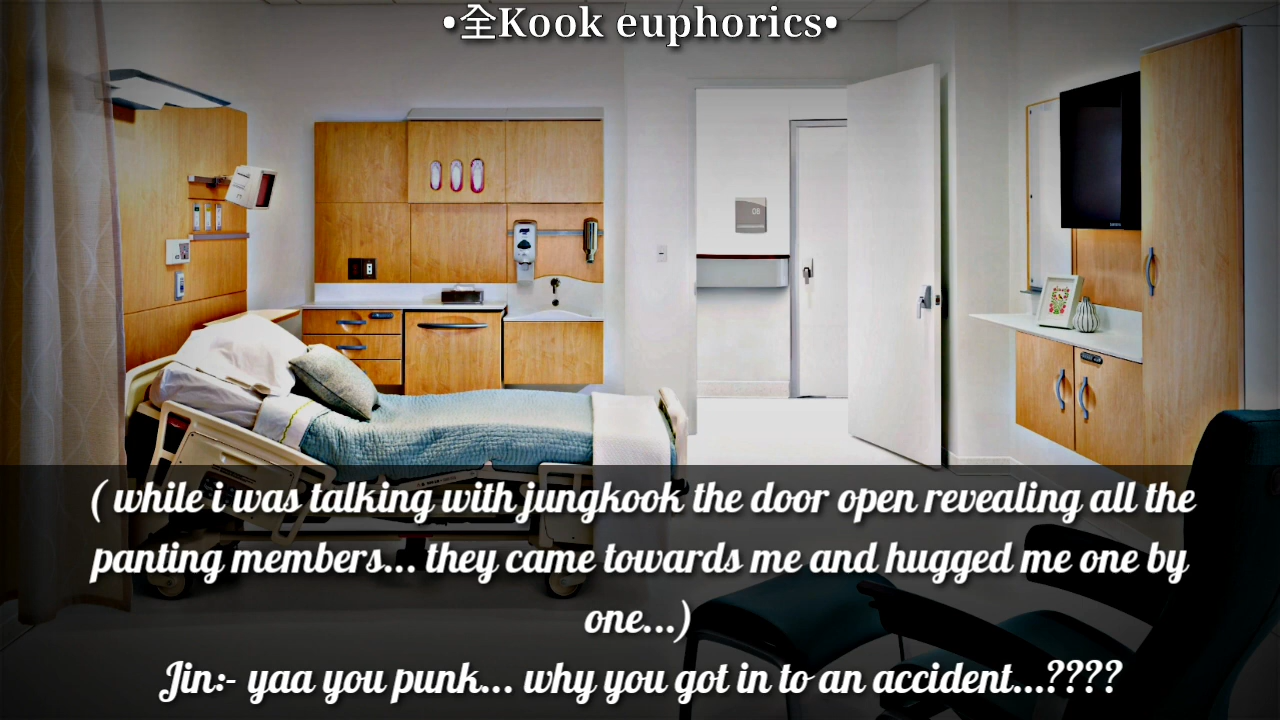 •全Kook euphorics•
08
( while i was talking with jungkook the door open revealing all the
panting members... they came towards me and hugged me one by
one...)
Jin:- yaa you punk... why you got in to an accident...????